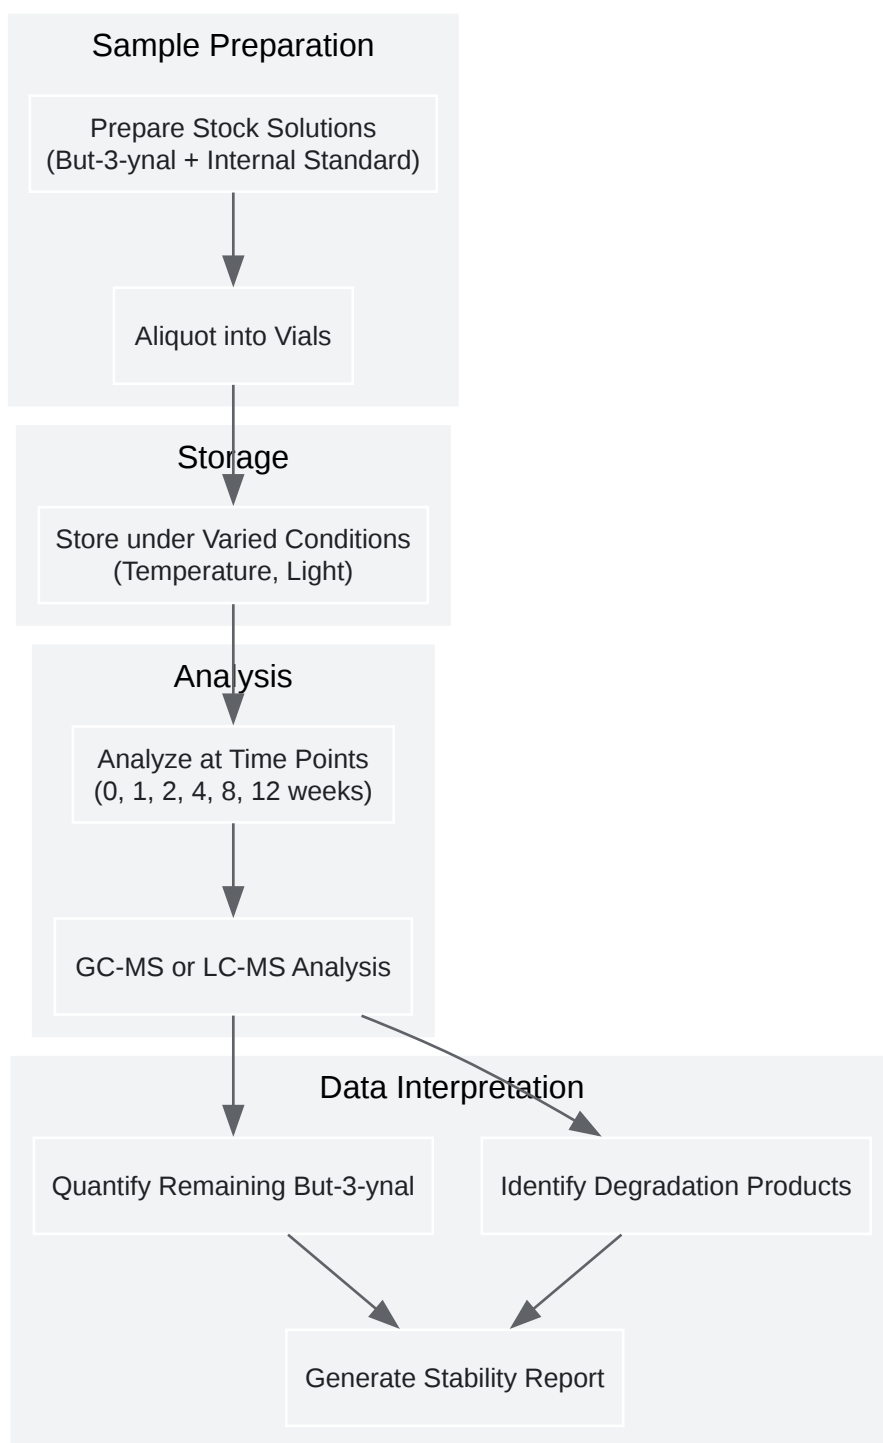 Sample Preparation
Prepare Stock Solutions
(But-3-ynal + Internal Standard)
Aliquot into Vials
Storage
Store under Varied Conditions
(Temperature, Light)
Analysis
Analyze at Time Points
(0, 1, 2, 4, 8, 12 weeks)
GC-MS or LC-MS Analysis
Data Interpretation
Quantify Remaining But-3-ynal
Identify Degradation Products
Generate Stability Report